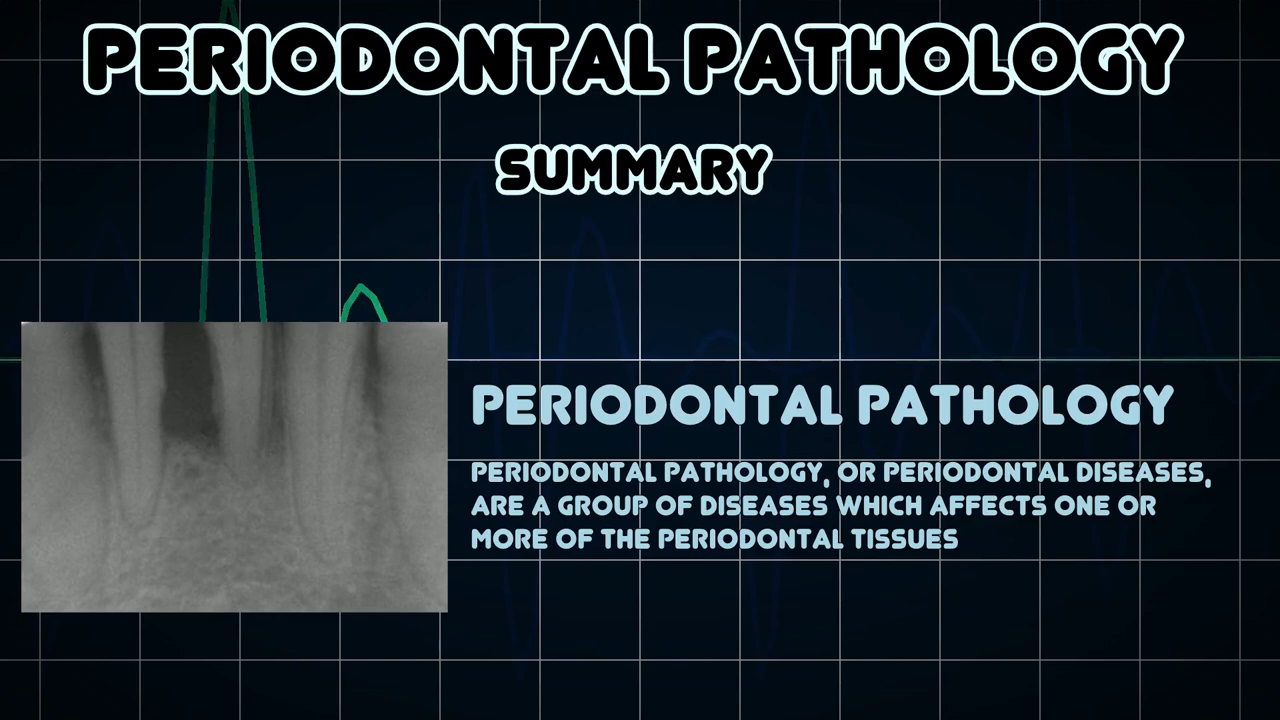 PERIODONTAL PATHOLOGY
SUMMARY
PERIODONTAL PATHOLOGY
PERIODONTAL PATHOLOGY, OR PERIODONTAL DISEASES,
ARE A GROUP OF DISEASES WHICH AFFECTS ONE OR
MORE OF THE PERIODONTAL TISSUES